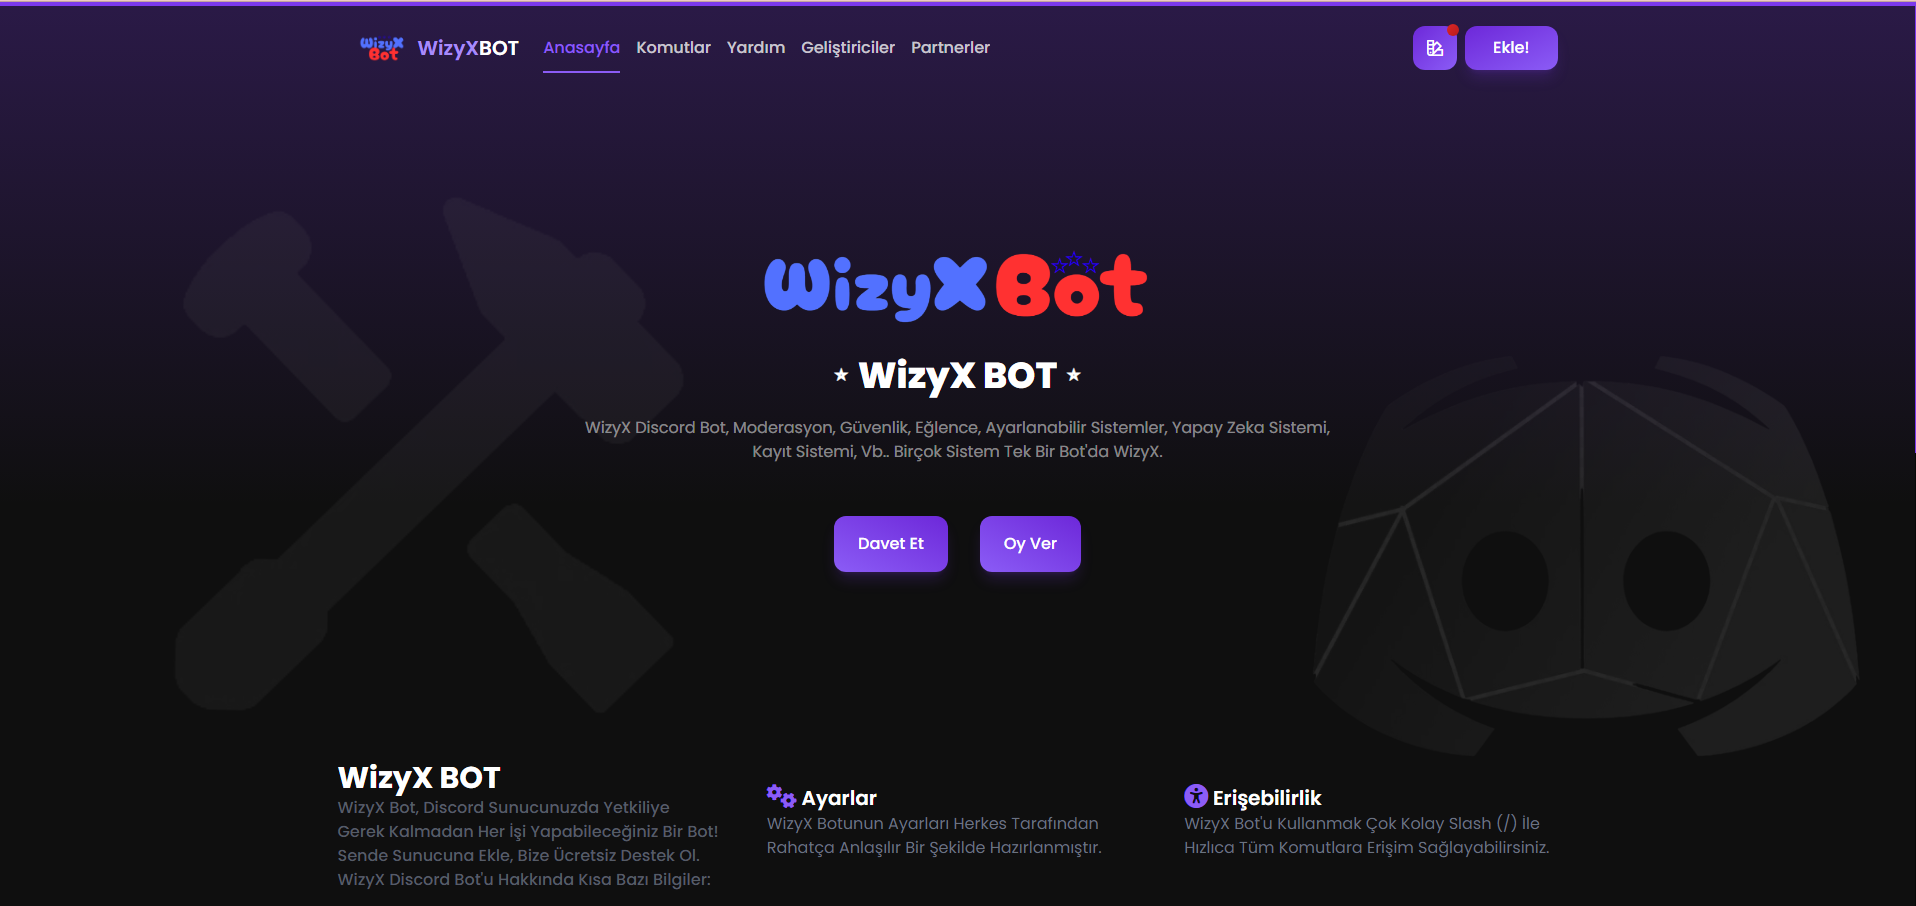 WizyX Bot
WizyXBOT
Anasayfa
Komutlar
Yardım
Geliştiriciler
Partnerler
Ekle!
WizyX Bot
★ WizyX BOT ★
WizyX Discord Bot, Moderasyon, Güvenlik, Eğlence, Ayarlanabilir Sistemler, Yapay Zeka Sistemi,
Kayıt Sistemi, Vb.. Birçok Sistem Tek Bir Bot'da WizyX.
Davet Et
Oy Ver
WizyX BOT
WizyX Bot, Discord Sunucunuzda Yetkiliye
Gerek Kalmadan Her İşi Yapabileceğiniz Bir Bot!
Sende Sunucuna Ekle, Bize Ücretsiz Destek Ol.
WizyX Discord Bot'u Hakkında Kısa Bazı Bilgiler:
Ayarlar
WizyX Botunun Ayarları Herkes Tarafından
Rahatça Anlaşılır Bir Şekilde Hazırlanmıştır.
Erişebilirlik
WizyX Bot'u Kullanmak Çok Kolay Slash (/) İle
Hızlıca Tüm Komutlara Erişim Sağlayabilirsiniz.